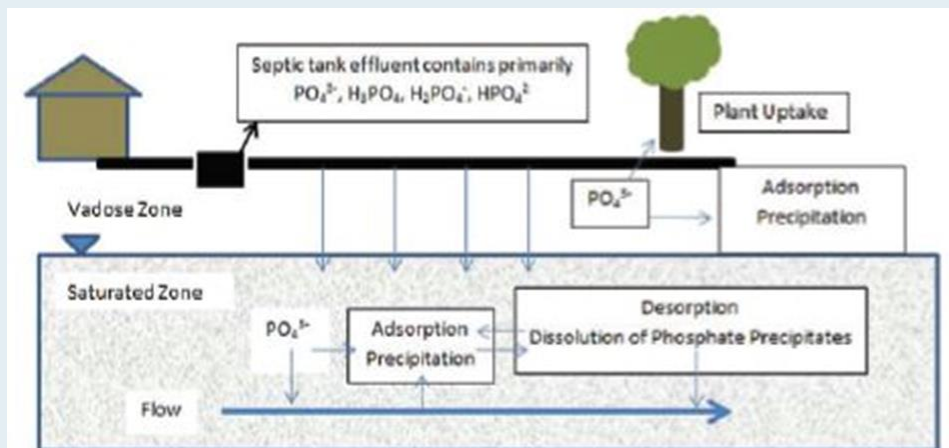 Septic tank effluent contains primarily
PO₄³⁻, H₃PO₄, H₂PO₄⁻, HPO₄²
Plant Uptake
PO₄³⁻
Adsorption
Precipitation
Vadose Zone
Saturated Zone
PO₄³⁻
Adsorption
Precipitation
Desorption
Dissolution of Phosphate Precipitates
Flow